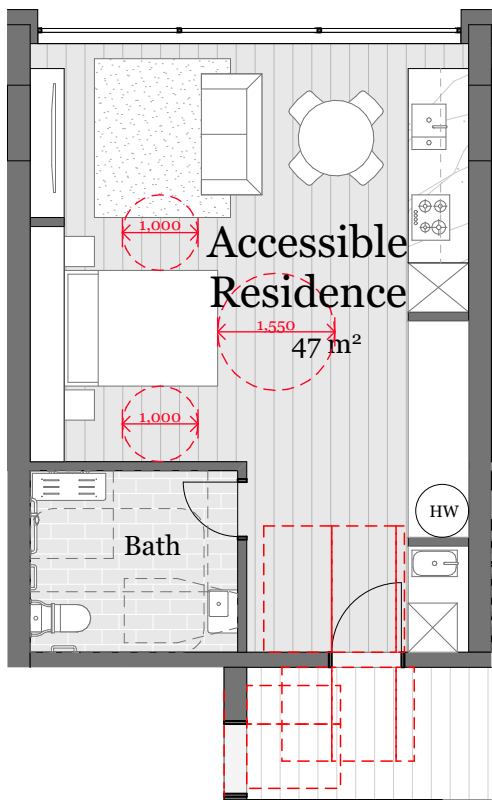 1,000
Accessible
Residence
1,550
47 m²
1,000
HW
Bath